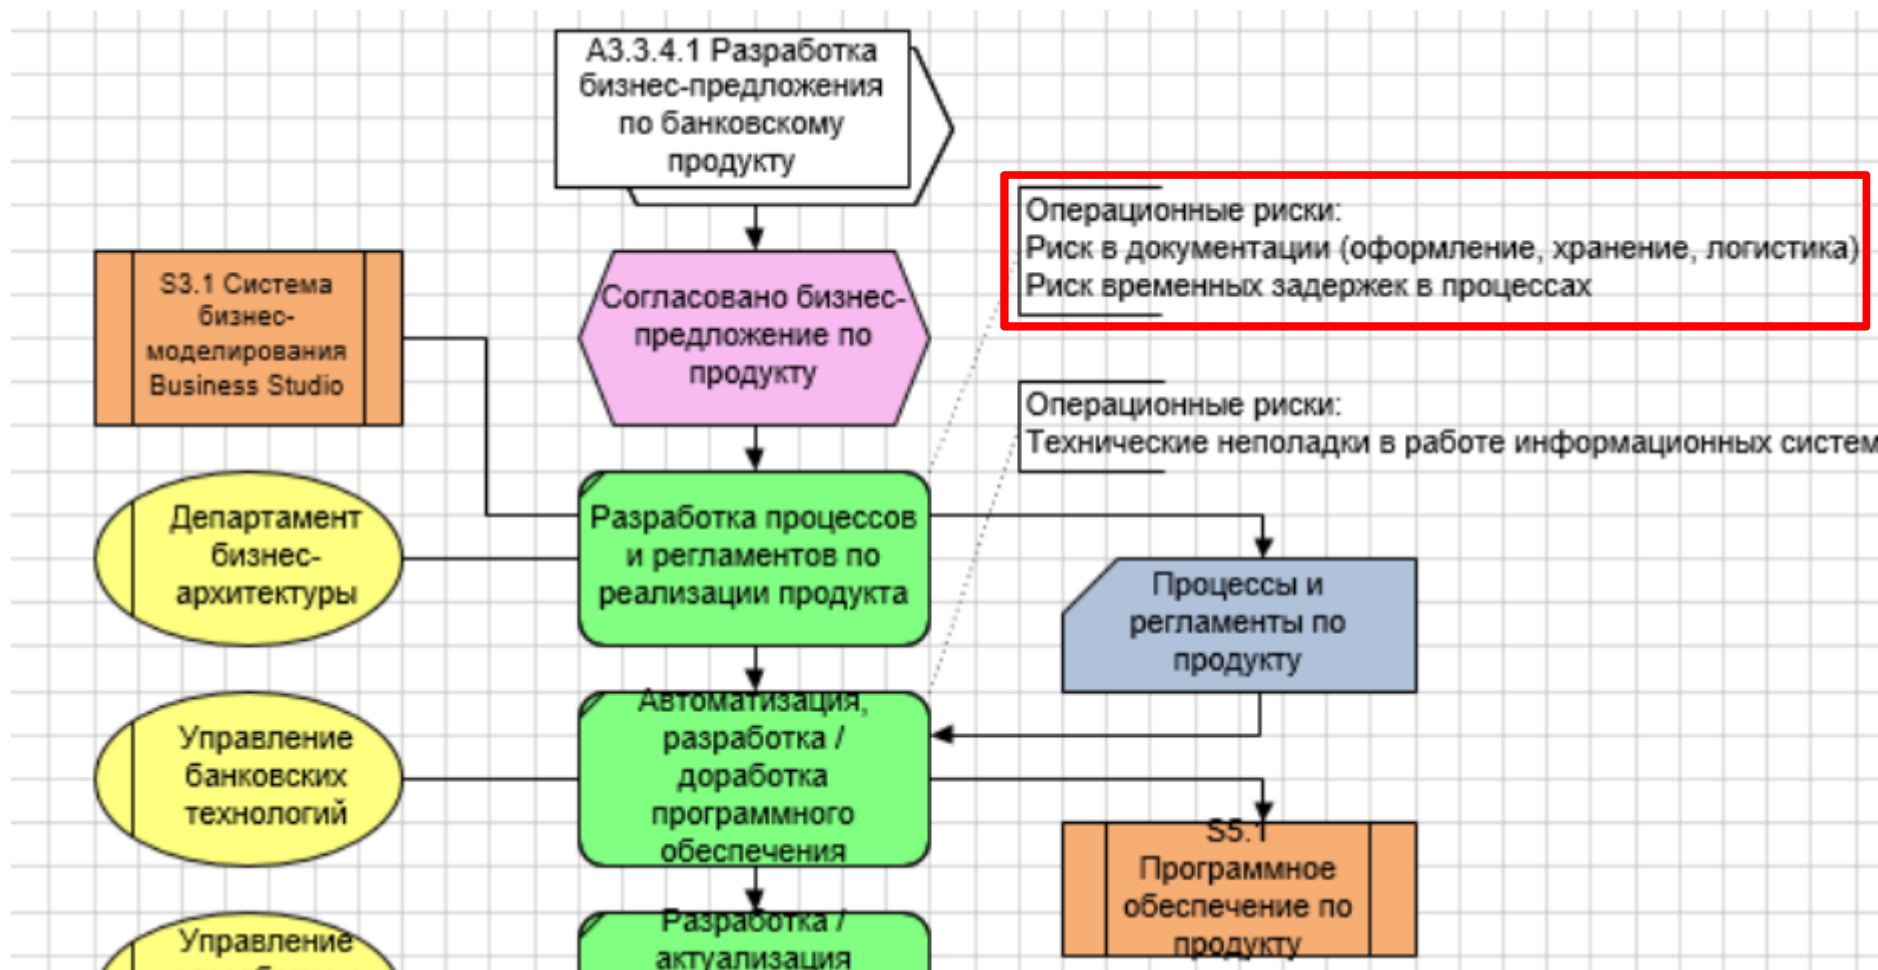 А3.3.4.1 Разработка
бизнес-предложения
по банковскому
продукту
Операционные риски:
Риск в документации (оформление, хранение, логистика)
Риск временных задержек в процессах
S3.1 Система
бизнес-
моделирования
Business Studio
Согласовано бизнес-
предложение по
продукту
Операционные риски:
Технические неполадки в работе информационных систем
Департамент
бизнес-
архитектуры
Разработка процессов
и регламентов по
реализации продукта
Процессы и
регламенты по
продукту
Управление
банковских
технологий
Автоматизация,
разработка /
доработка
программного
обеспечения
S5.1
Программное
обеспечение по
продукту
Управление
Разработка /
актуализация